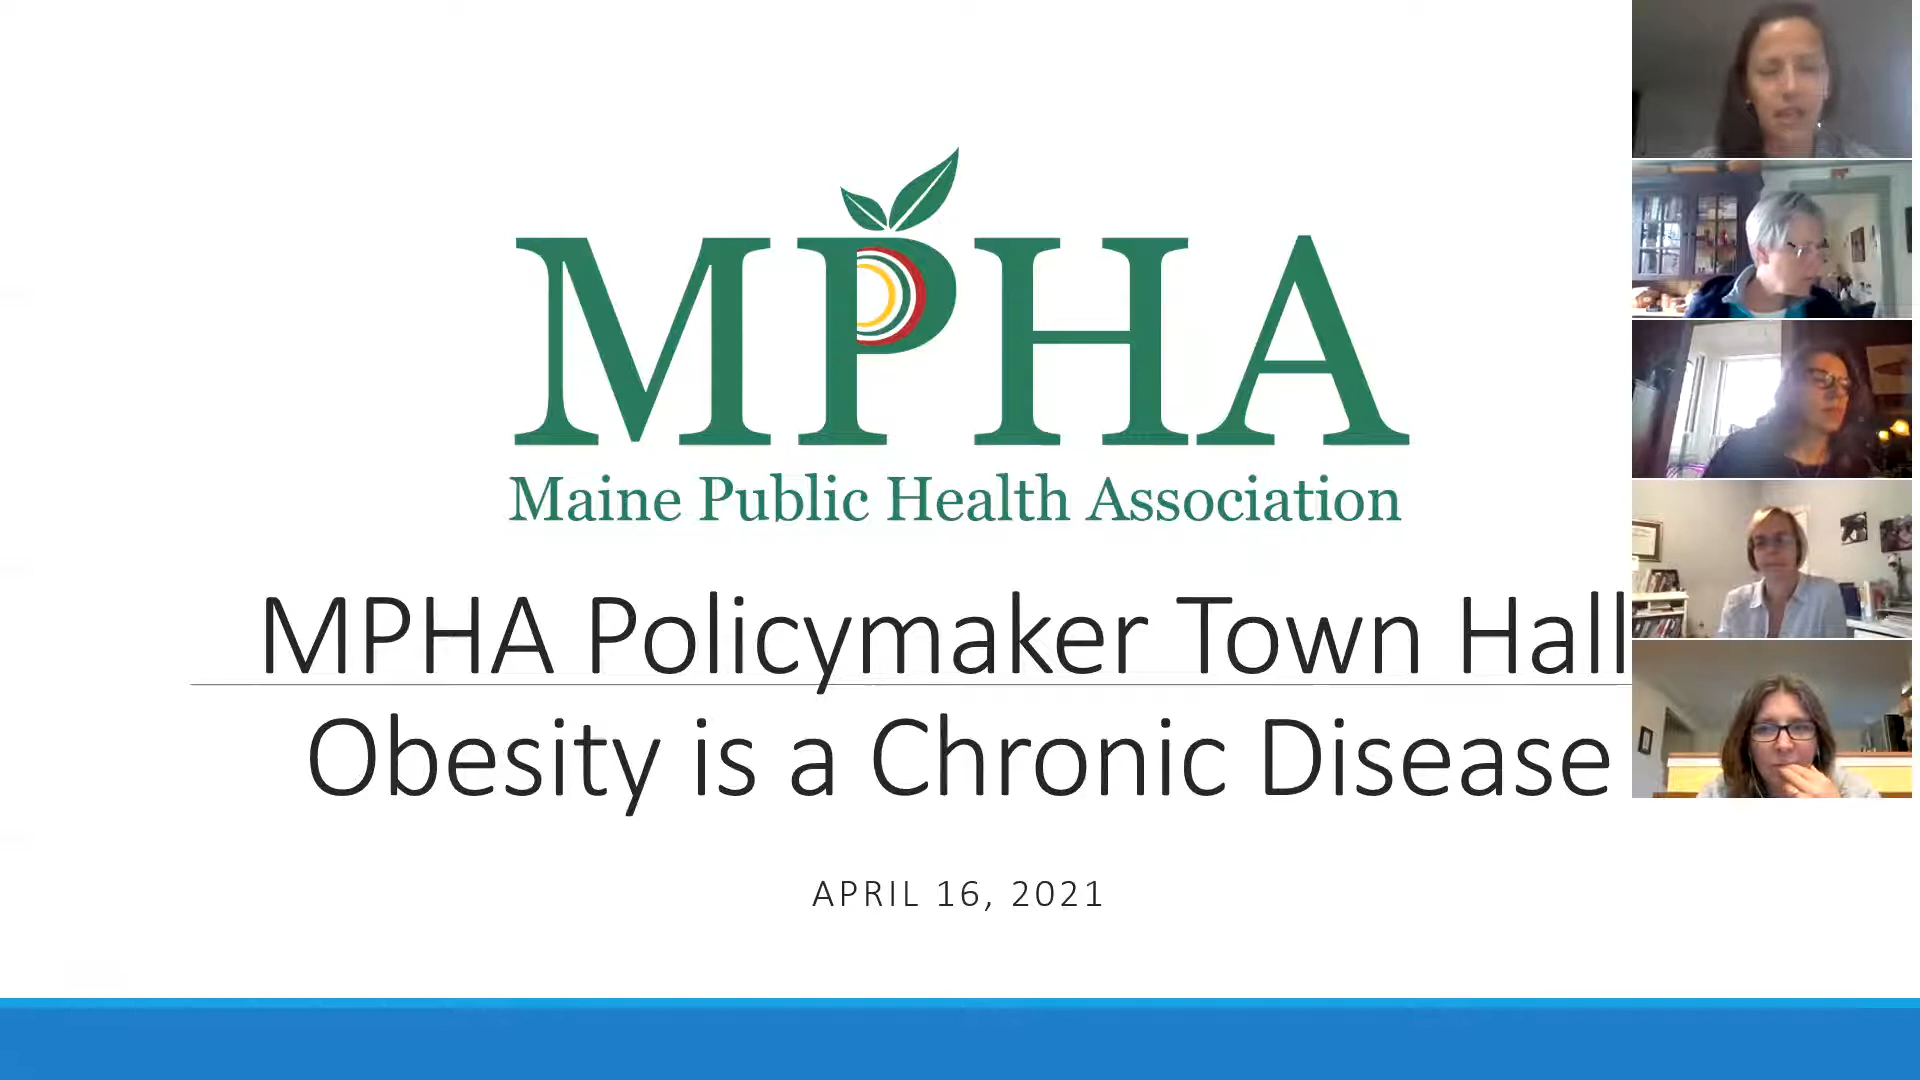 MPHA
Maine Public Health Association
MPHA Policymaker Town Hall
Obesity is a Chronic Disease
APRIL 16, 2021